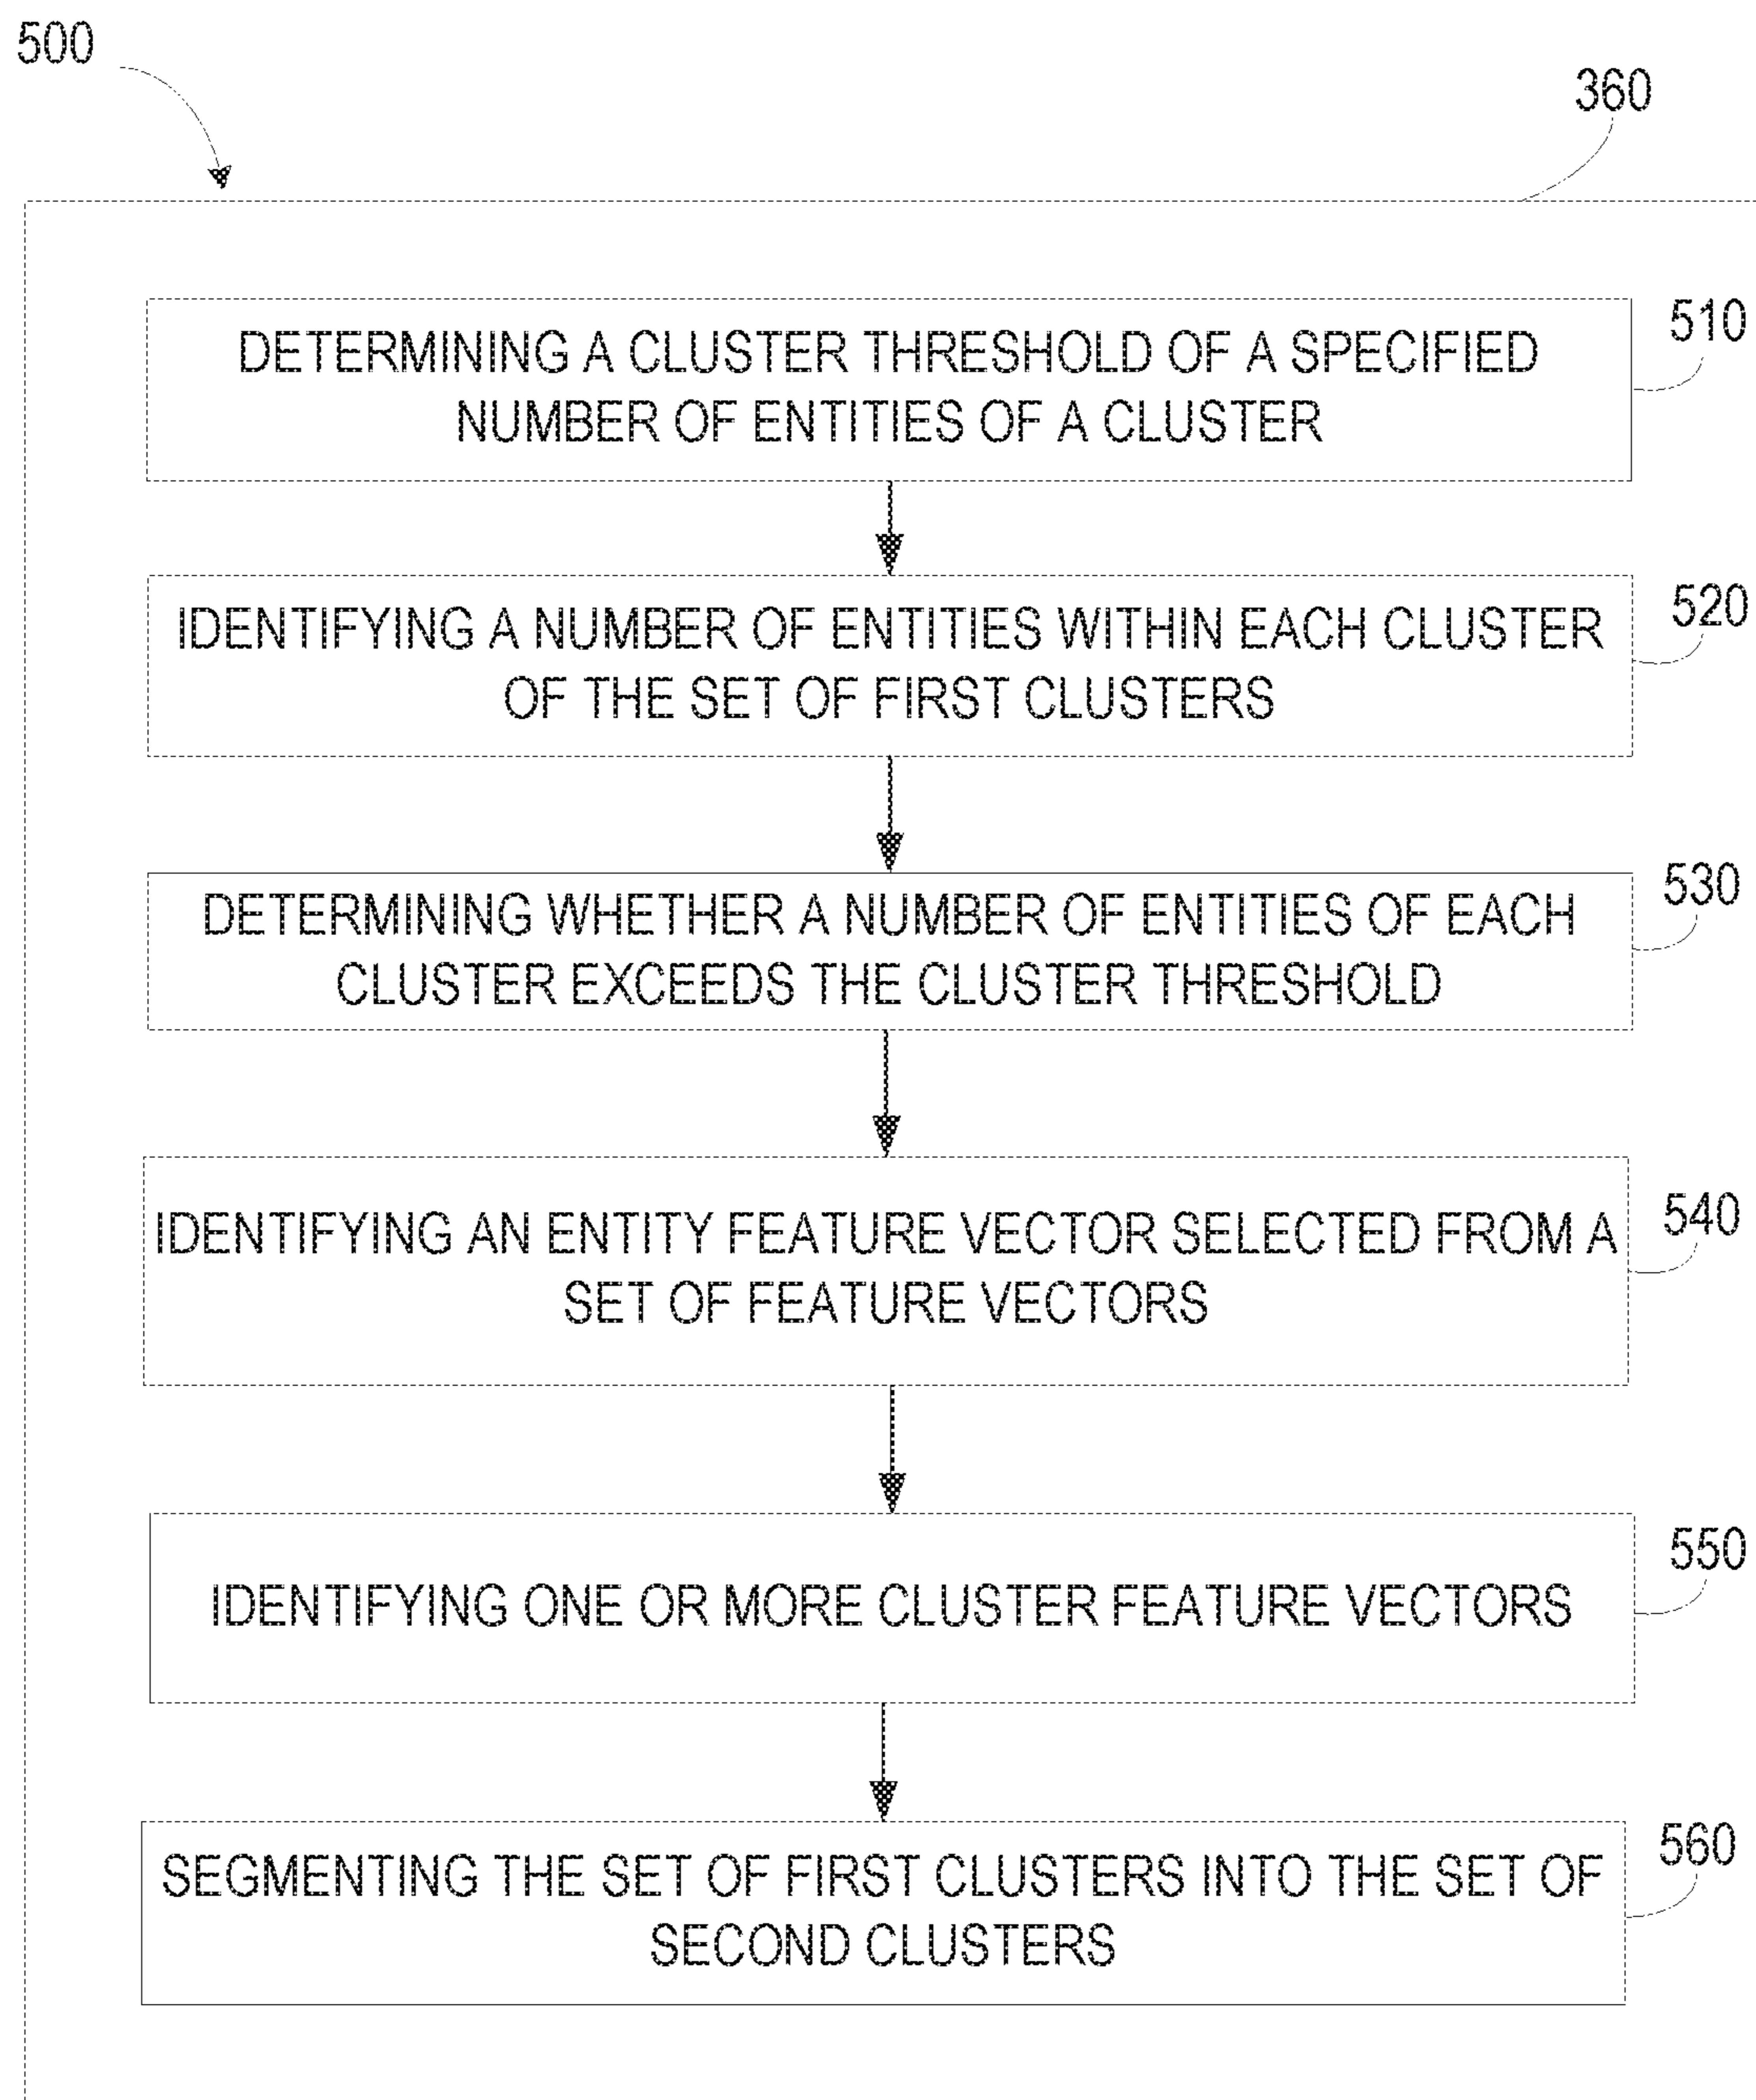 500
360
DETERMINING A CLUSTER THRESHOLD OF A SPECIFIED
NUMBER OF ENTITIES OF A CLUSTER
510
IDENTIFYING A NUMBER OF ENTITIES WITHIN EACH CLUSTER
OF THE SET OF FIRST CLUSTERS
520
DETERMINING WHETHER A NUMBER OF ENTITIES OF EACH
CLUSTER EXCEEDS THE CLUSTER THRESHOLD
530
IDENTIFYING AN ENTITY FEATURE VECTOR SELECTED FROM A
SET OF FEATURE VECTORS
540
IDENTIFYING ONE OR MORE CLUSTER FEATURE VECTORS
550
SEGMENTING THE SET OF FIRST CLUSTERS INTO THE SET OF
SECOND CLUSTERS
560